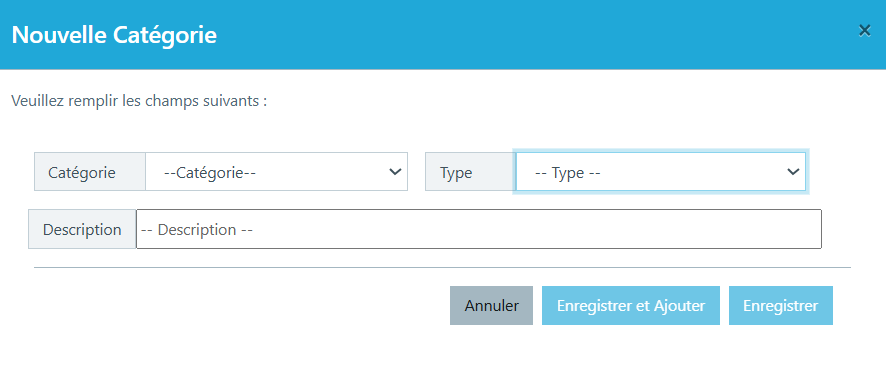 Nouvelle Catégorie
×
Veuillez remplir les champs suivants :
Catégorie --Catégorie-- Type -- Type --
Description -- Description --
Annuler Enregistrer et Ajouter Enregistrer